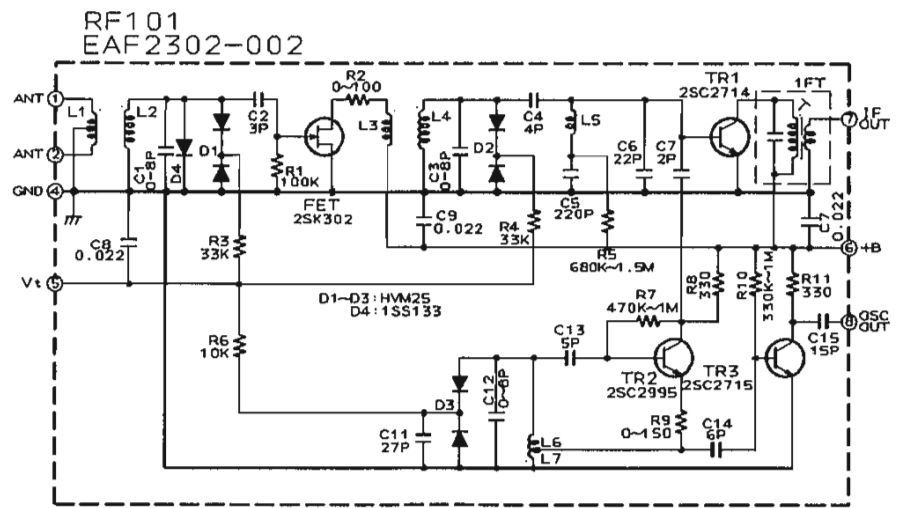 RF101
EAF2302-002
ANT 1
L1
L2
ANT 2
GND 4
C1
0~8P
D4
D1
C2
3P
R1
100K
R2
0~100
L3
FET
2SK302
L4
C3
0~8P
D2
C4
4P
L5
C5
220P
C6
22P
C7
2P
TR1
2SC2714
1FT
7 IF
OUT
C7
0.022
6 +B
C8
0.022
Vt 5
R3
33K
C9
0.022
R4
33K
R5
680K~1.5M
D1~D3:HVM25
D4:1SS133
R6
10K
R7
470K~1M
R8
330
R10
330K~1M
R11
330
8 OSC
OUT
C15
15P
C13
5P
TR2
2SC2995
TR3
2SC2715
D3
C11
27P
C12
0~6P
L6
L7
R9
0~150
C14
6P